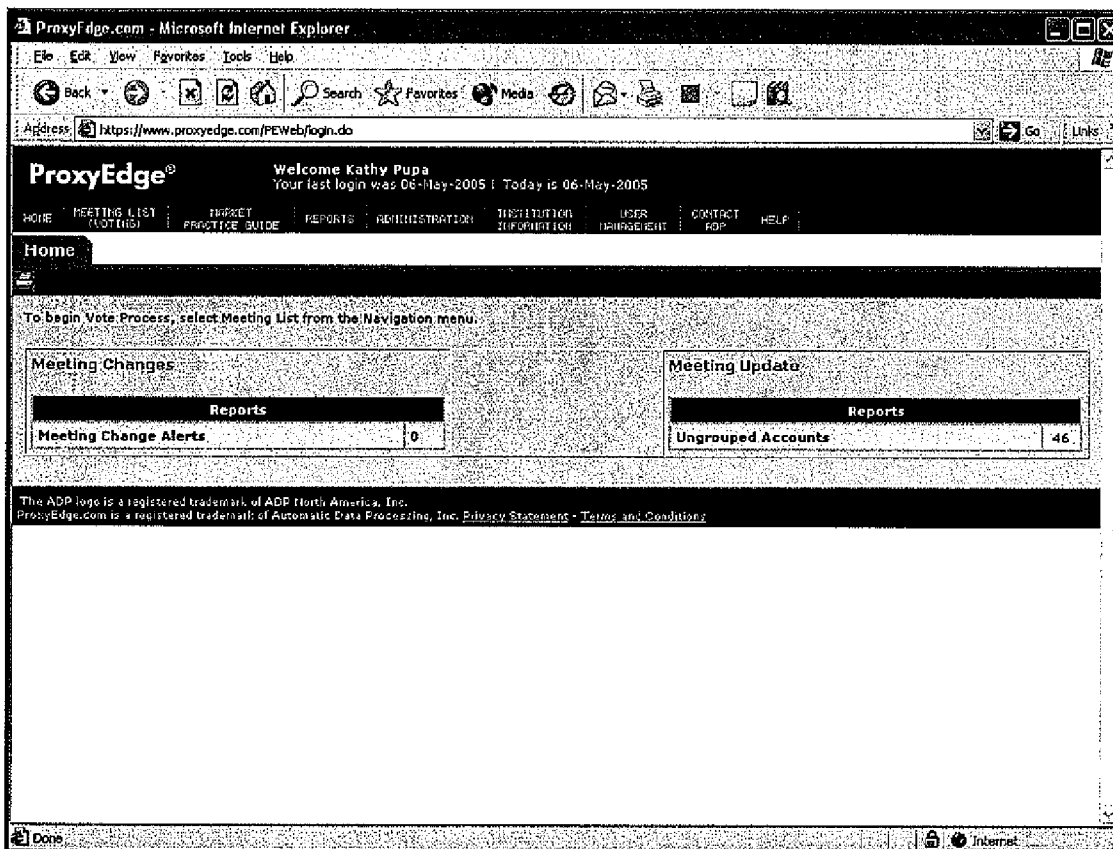 ProxyEdge.com - Microsoft Internet Explorer
File Edit View Favorites Tools Help
Back Search Favorites Media
Address https://www.proxyedge.com/PEWeb/login.do Go Links
ProxyEdge® Welcome Kathy Pupa
Your last login was 06-May-2005 | Today is 06-May-2005
HOME MEETING LIST (VOTING) MARKET PRACTICE GUIDE REPORTS ADMINISTRATION INSTITUTION INFORMATION USER MANAGEMENT CONTACT ADP HELP
Home
To begin Vote Process, select Meeting List from the Navigation menu.
Meeting Changes Meeting Update
Reports Reports
Meeting Change Alerts 0 Ungrouped Accounts 46
The ADP logo is a registered trademark of ADP North America, Inc.
ProxyEdge.com is a registered trademark of Automatic Data Processing, Inc. Privacy Statement - Terms and Conditions
Done Internet